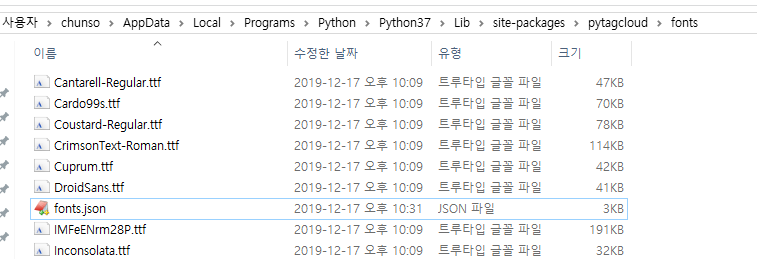 사용자 > chunso > AppData > Local > Programs > Python > Python37 > Lib > site-packages > pytagcloud > fonts
이름 수정한 날짜 유형 크기
Cantarell-Regular.ttf 2019-12-17 오후 10:09 트루타입 글꼴 파일 47KB
Cardo99s.ttf 2019-12-17 오후 10:09 트루타입 글꼴 파일 70KB
Coustard-Regular.ttf 2019-12-17 오후 10:09 트루타입 글꼴 파일 78KB
CrimsonText-Roman.ttf 2019-12-17 오후 10:09 트루타입 글꼴 파일 114KB
Cuprum.ttf 2019-12-17 오후 10:09 트루타입 글꼴 파일 42KB
DroidSans.ttf 2019-12-17 오후 10:09 트루타입 글꼴 파일 41KB
fonts.json 2019-12-17 오후 10:31 JSON 파일 3KB
IMFeENrm28P.ttf 2019-12-17 오후 10:09 트루타입 글꼴 파일 191KB
Inconsolata.ttf 2019-12-17 오후 10:09 트루타입 글꼴 파일 32KB